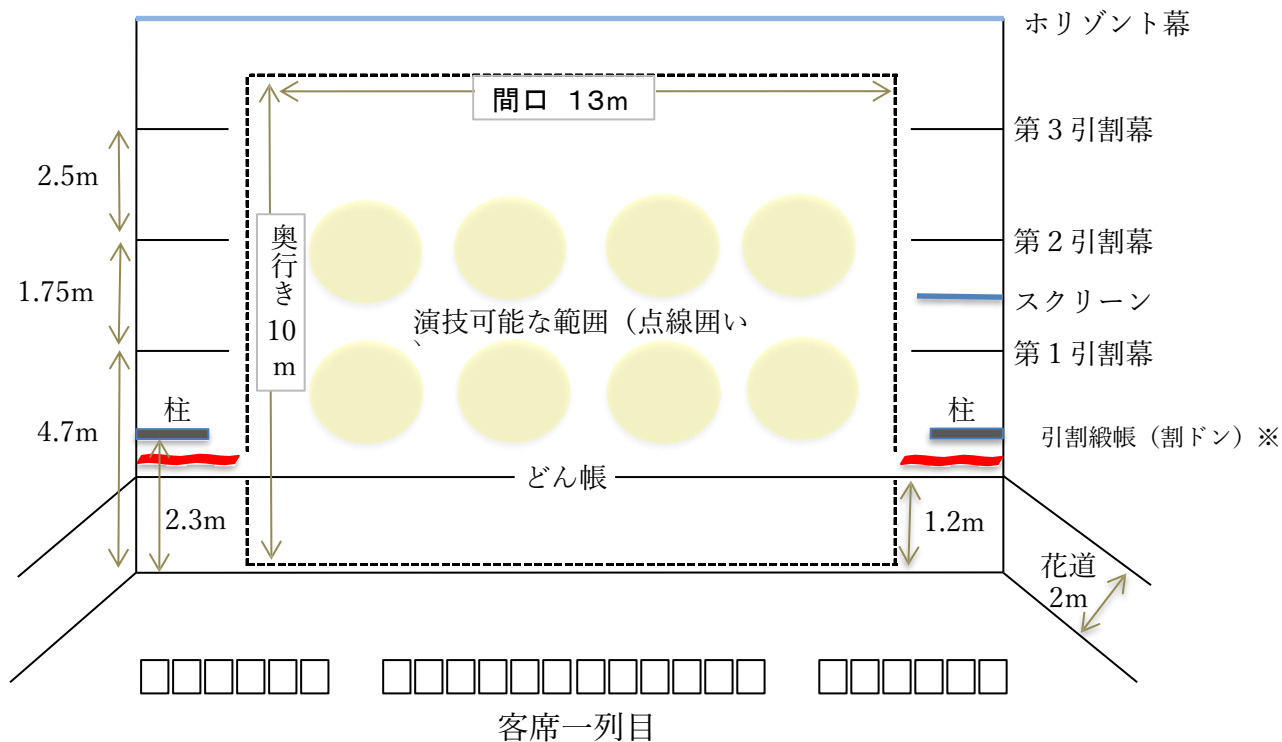 ホリゾント幕
間口 13m
第３引割幕
2.5m
奥行き10m
第２引割幕
1.75m
スクリーン
演技可能な範囲（点線囲い
第１引割幕
柱
柱
4.7m
引割緞帳（割ドン）※
どん帳
2.3m
1.2m
花道
2m
客席一列目